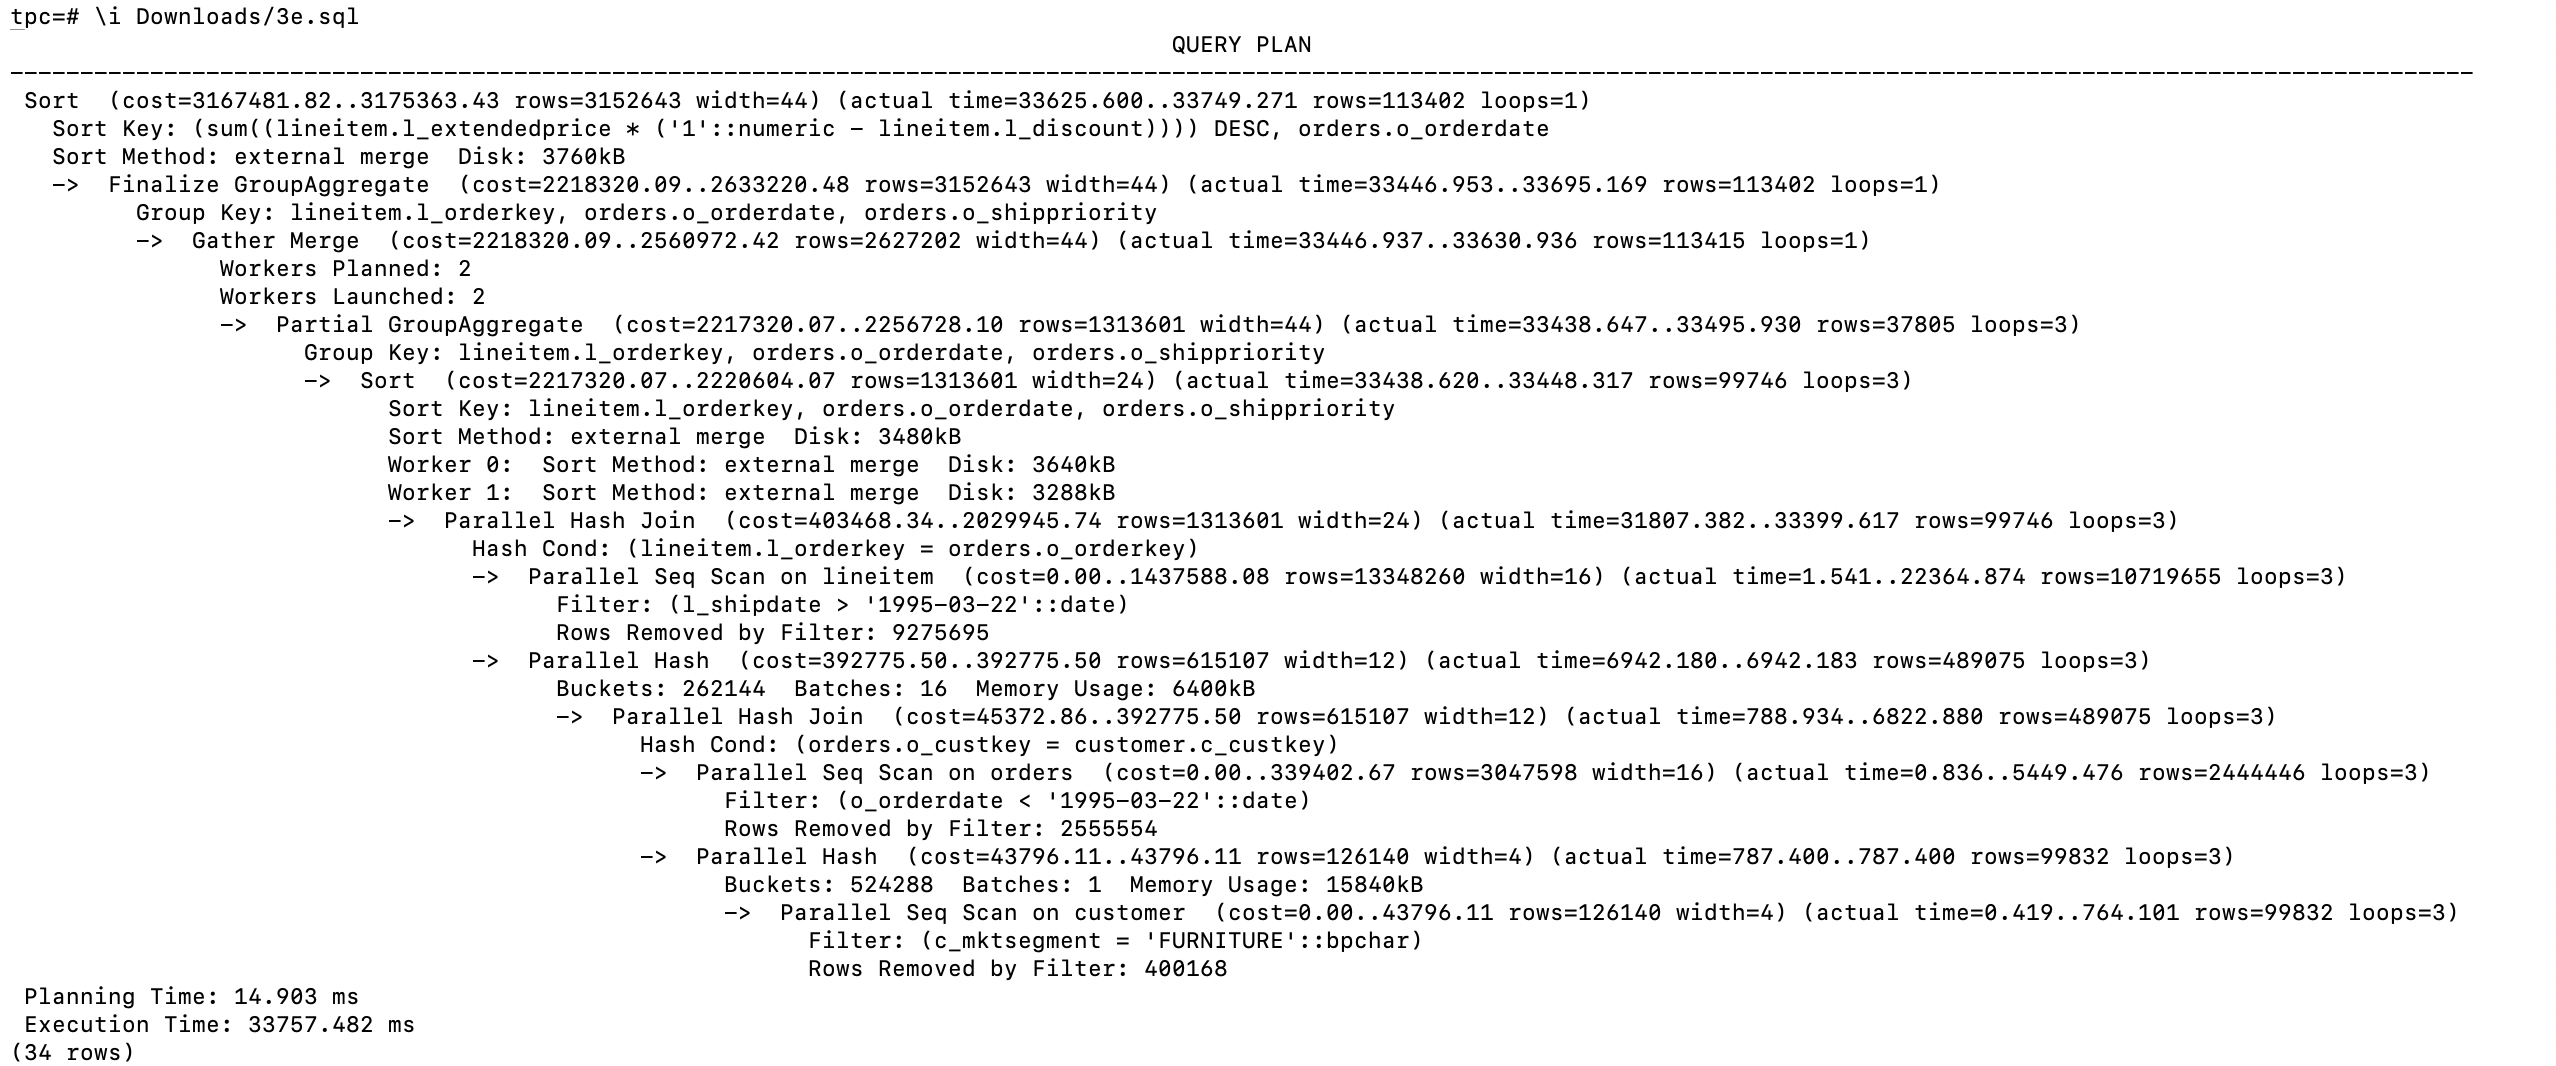 tpc=# \i Downloads/3e.sql
QUERY PLAN
--------------------------------------------------------------------------------------------------------------------------------------------------------------------------------
Sort  (cost=3167481.82..3175363.43 rows=3152643 width=44) (actual time=33625.600..33749.271 rows=113402 loops=1)
Sort Key: (sum((lineitem.l_extendedprice * ('1'::numeric - lineitem.l_discount)))) DESC, orders.o_orderdate
Sort Method: external merge  Disk: 3760kB
->  Finalize GroupAggregate  (cost=2218320.09..2633220.48 rows=3152643 width=44) (actual time=33446.953..33695.169 rows=113402 loops=1)
Group Key: lineitem.l_orderkey, orders.o_orderdate, orders.o_shippriority
->  Gather Merge  (cost=2218320.09..2560972.42 rows=2627202 width=44) (actual time=33446.937..33630.936 rows=113415 loops=1)
Workers Planned: 2
Workers Launched: 2
->  Partial GroupAggregate  (cost=2217320.07..2256728.10 rows=1313601 width=44) (actual time=33438.647..33495.930 rows=37805 loops=3)
Group Key: lineitem.l_orderkey, orders.o_orderdate, orders.o_shippriority
->  Sort  (cost=2217320.07..2220604.07 rows=1313601 width=24) (actual time=33438.620..33448.317 rows=99746 loops=3)
Sort Key: lineitem.l_orderkey, orders.o_orderdate, orders.o_shippriority
Sort Method: external merge  Disk: 3480kB
Worker 0:  Sort Method: external merge  Disk: 3640kB
Worker 1:  Sort Method: external merge  Disk: 3288kB
->  Parallel Hash Join  (cost=403468.34..2029945.74 rows=1313601 width=24) (actual time=31807.382..33399.617 rows=99746 loops=3)
Hash Cond: (lineitem.l_orderkey = orders.o_orderkey)
->  Parallel Seq Scan on lineitem  (cost=0.00..1437588.08 rows=13348260 width=16) (actual time=1.541..22364.874 rows=10719655 loops=3)
Filter: (l_shipdate > '1995-03-22'::date)
Rows Removed by Filter: 9275695
->  Parallel Hash  (cost=392775.50..392775.50 rows=615107 width=12) (actual time=6942.180..6942.183 rows=489075 loops=3)
Buckets: 262144  Batches: 16  Memory Usage: 6400kB
->  Parallel Hash Join  (cost=45372.86..392775.50 rows=615107 width=12) (actual time=788.934..6822.880 rows=489075 loops=3)
Hash Cond: (orders.o_custkey = customer.c_custkey)
->  Parallel Seq Scan on orders  (cost=0.00..339402.67 rows=3047598 width=16) (actual time=0.836..5449.476 rows=2444446 loops=3)
Filter: (o_orderdate < '1995-03-22'::date)
Rows Removed by Filter: 2555554
->  Parallel Hash  (cost=43796.11..43796.11 rows=126140 width=4) (actual time=787.400..787.400 rows=99832 loops=3)
Buckets: 524288  Batches: 1  Memory Usage: 15840kB
->  Parallel Seq Scan on customer  (cost=0.00..43796.11 rows=126140 width=4) (actual time=0.419..764.101 rows=99832 loops=3)
Filter: (c_mktsegment = 'FURNITURE'::bpchar)
Rows Removed by Filter: 400168
Planning Time: 14.903 ms
Execution Time: 33757.482 ms
(34 rows)